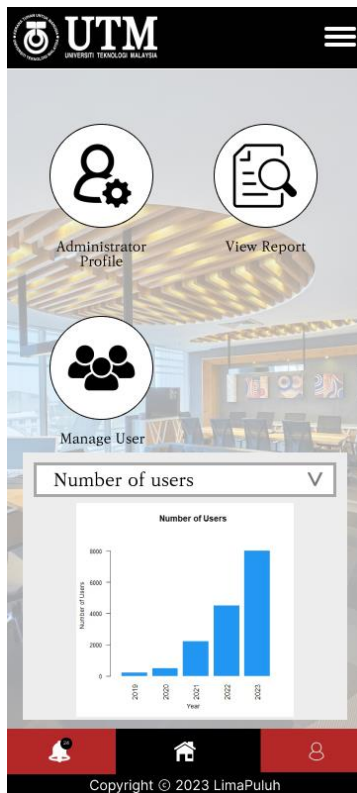 UTM
UNIVERSITI TEKNOLOGI MALAYSIA
Administrator
Profile
View Report
Manage User
Number of users
Number of Users
8000
6000
4000
2000
0
Number of Users
2019
2020
2021
2022
2023
Year
Copyright © 2023 LimaPuluh